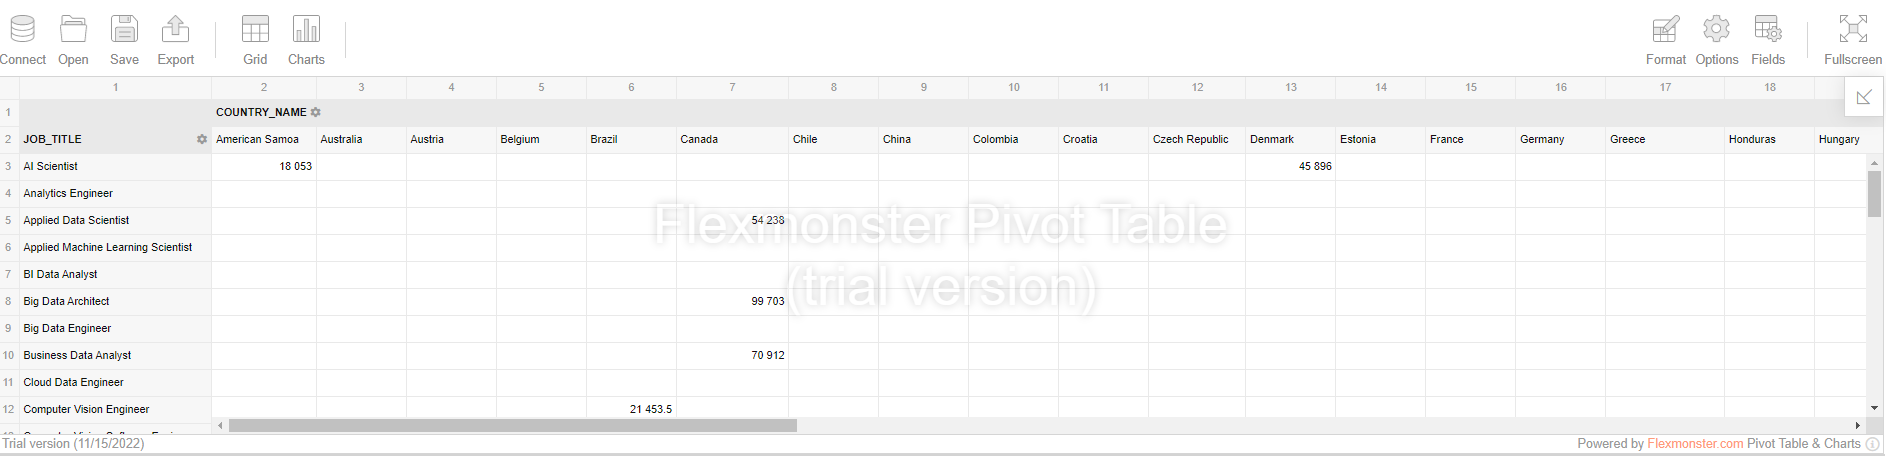 Connect Open Save Export Grid Charts Format Options Fields Fullscreen
1 2 3 4 5 6 7 8 9 10 11 12 13 14 15 16 17 18
1 COUNTRY_NAME
2 JOB_TITLE American Samoa Australia Austria Belgium Brazil Canada Chile China Colombia Croatia Czech Republic Denmark Estonia France Germany Greece Honduras Hungary
3 AI Scientist 18 053 45 896
4 Analytics Engineer
5 Applied Data Scientist 54 238
Flexmonster Pivot Table
6 Applied Machine Learning Scientist
7 BI Data Analyst
(trial version)
8 Big Data Architect 99 703
9 Big Data Engineer
10 Business Data Analyst 70 912
11 Cloud Data Engineer
12 Computer Vision Engineer 21 453.5
Trial version (11/15/2022) Powered by Flexmonster.com Pivot Table & Charts